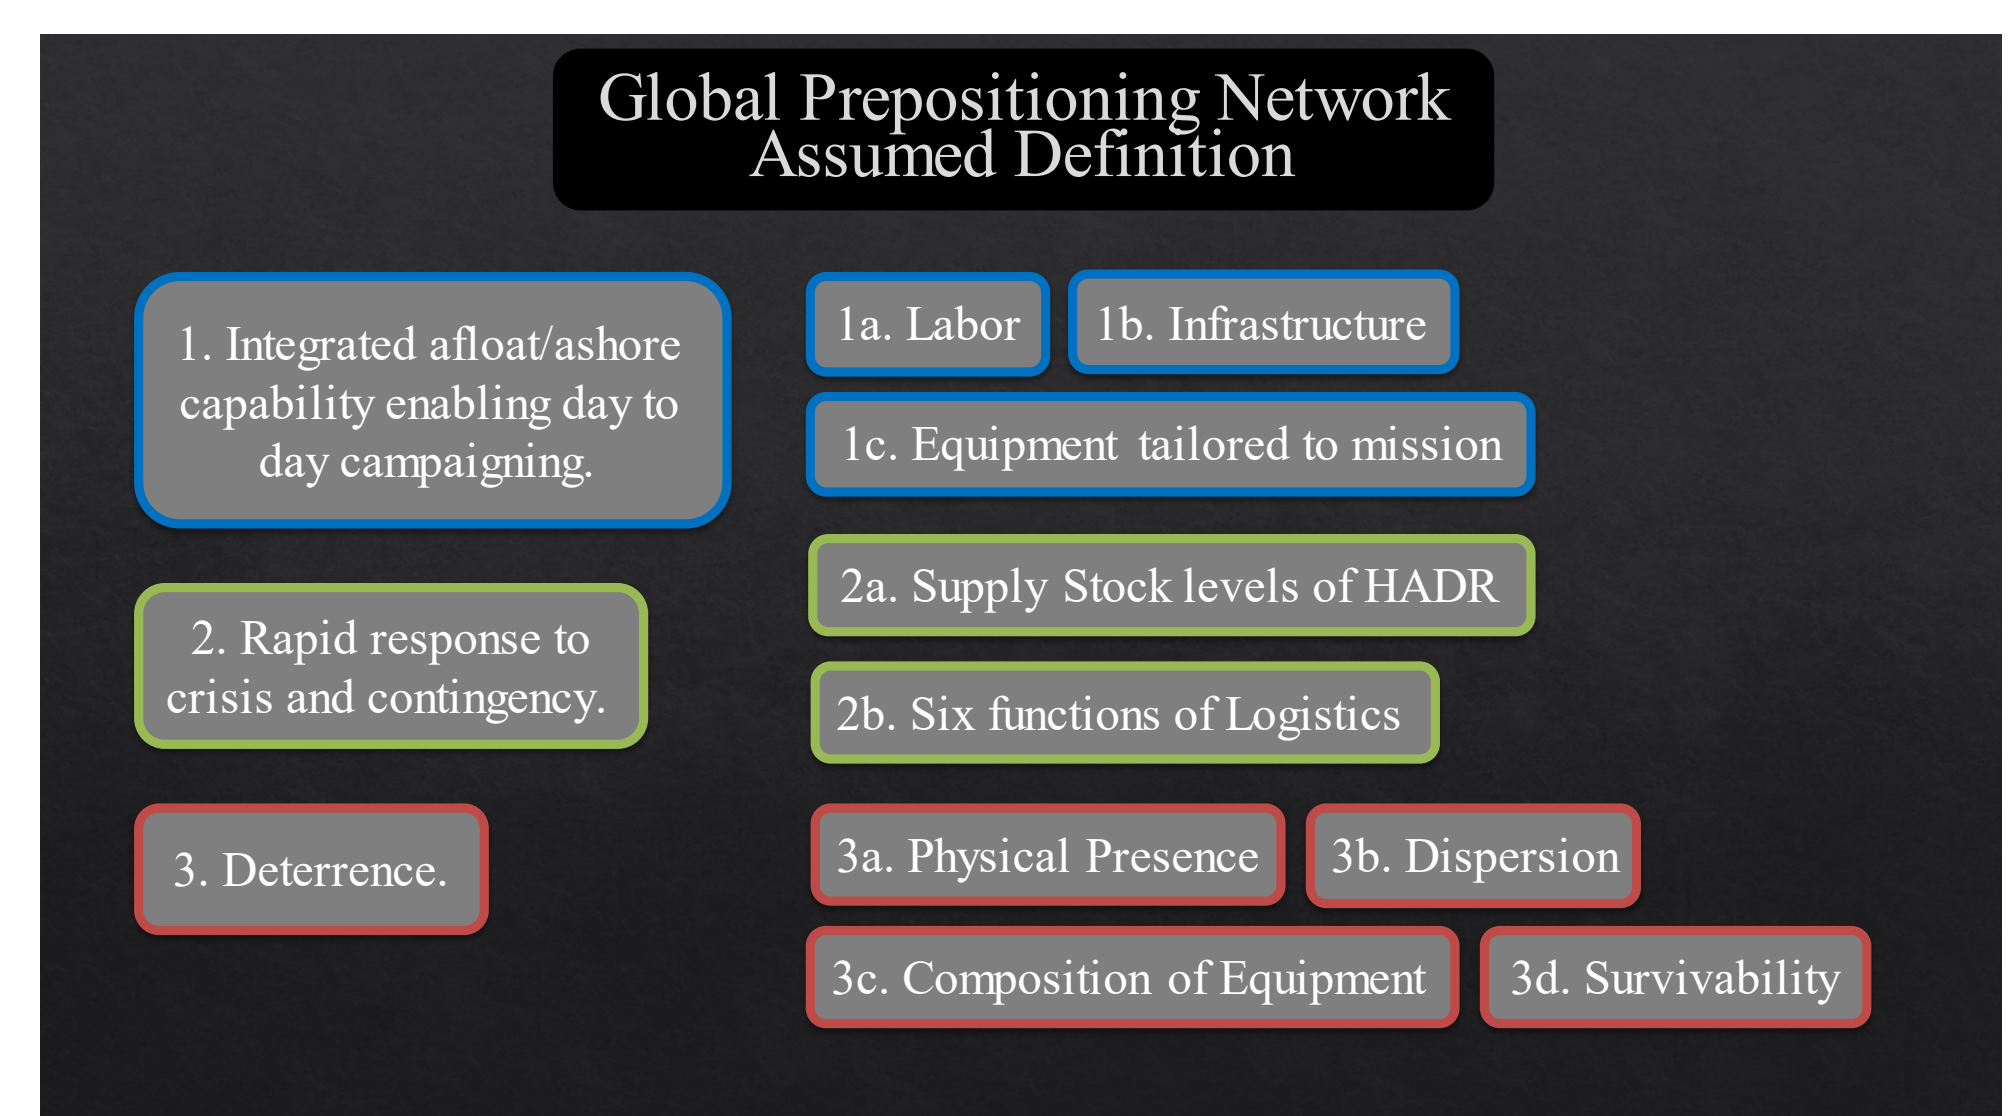 Global Prepositioning Network
Assumed Definition
1. Integrated afloat/ashore
capability enabling day to
day campaigning.
1a. Labor
1b. Infrastructure
1c. Equipment tailored to mission
2. Rapid response to
crisis and contingency.
2a. Supply Stock levels of HADR
2b. Six functions of Logistics
3. Deterrence.
3a. Physical Presence
3b. Dispersion
3c. Composition of Equipment
3d. Survivability